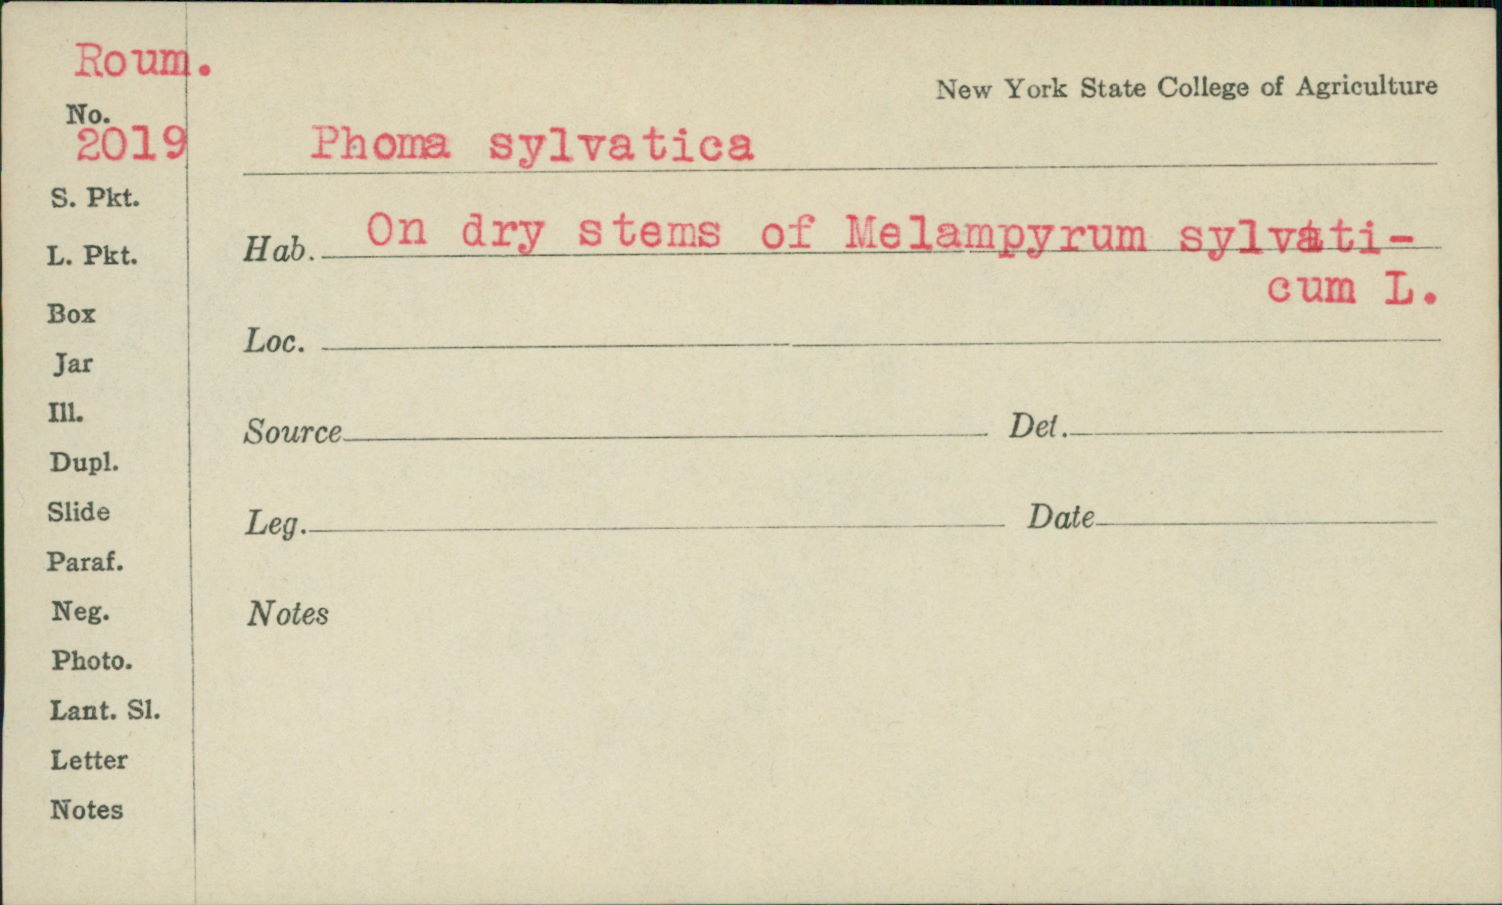 Roum.
New York State College of Agriculture
No.
2019
Phoma sylvatica
S. Pkt.
Hab. On dry stems of Melampyrum sylvati-
cum L.
L. Pkt.
Box
Loc.
Jar
Ill.
Source
Det.
Dupl.
Slide
Leg.
Date
Paraf.
Neg.
Notes
Photo.
Lant. Sl.
Letter
Notes